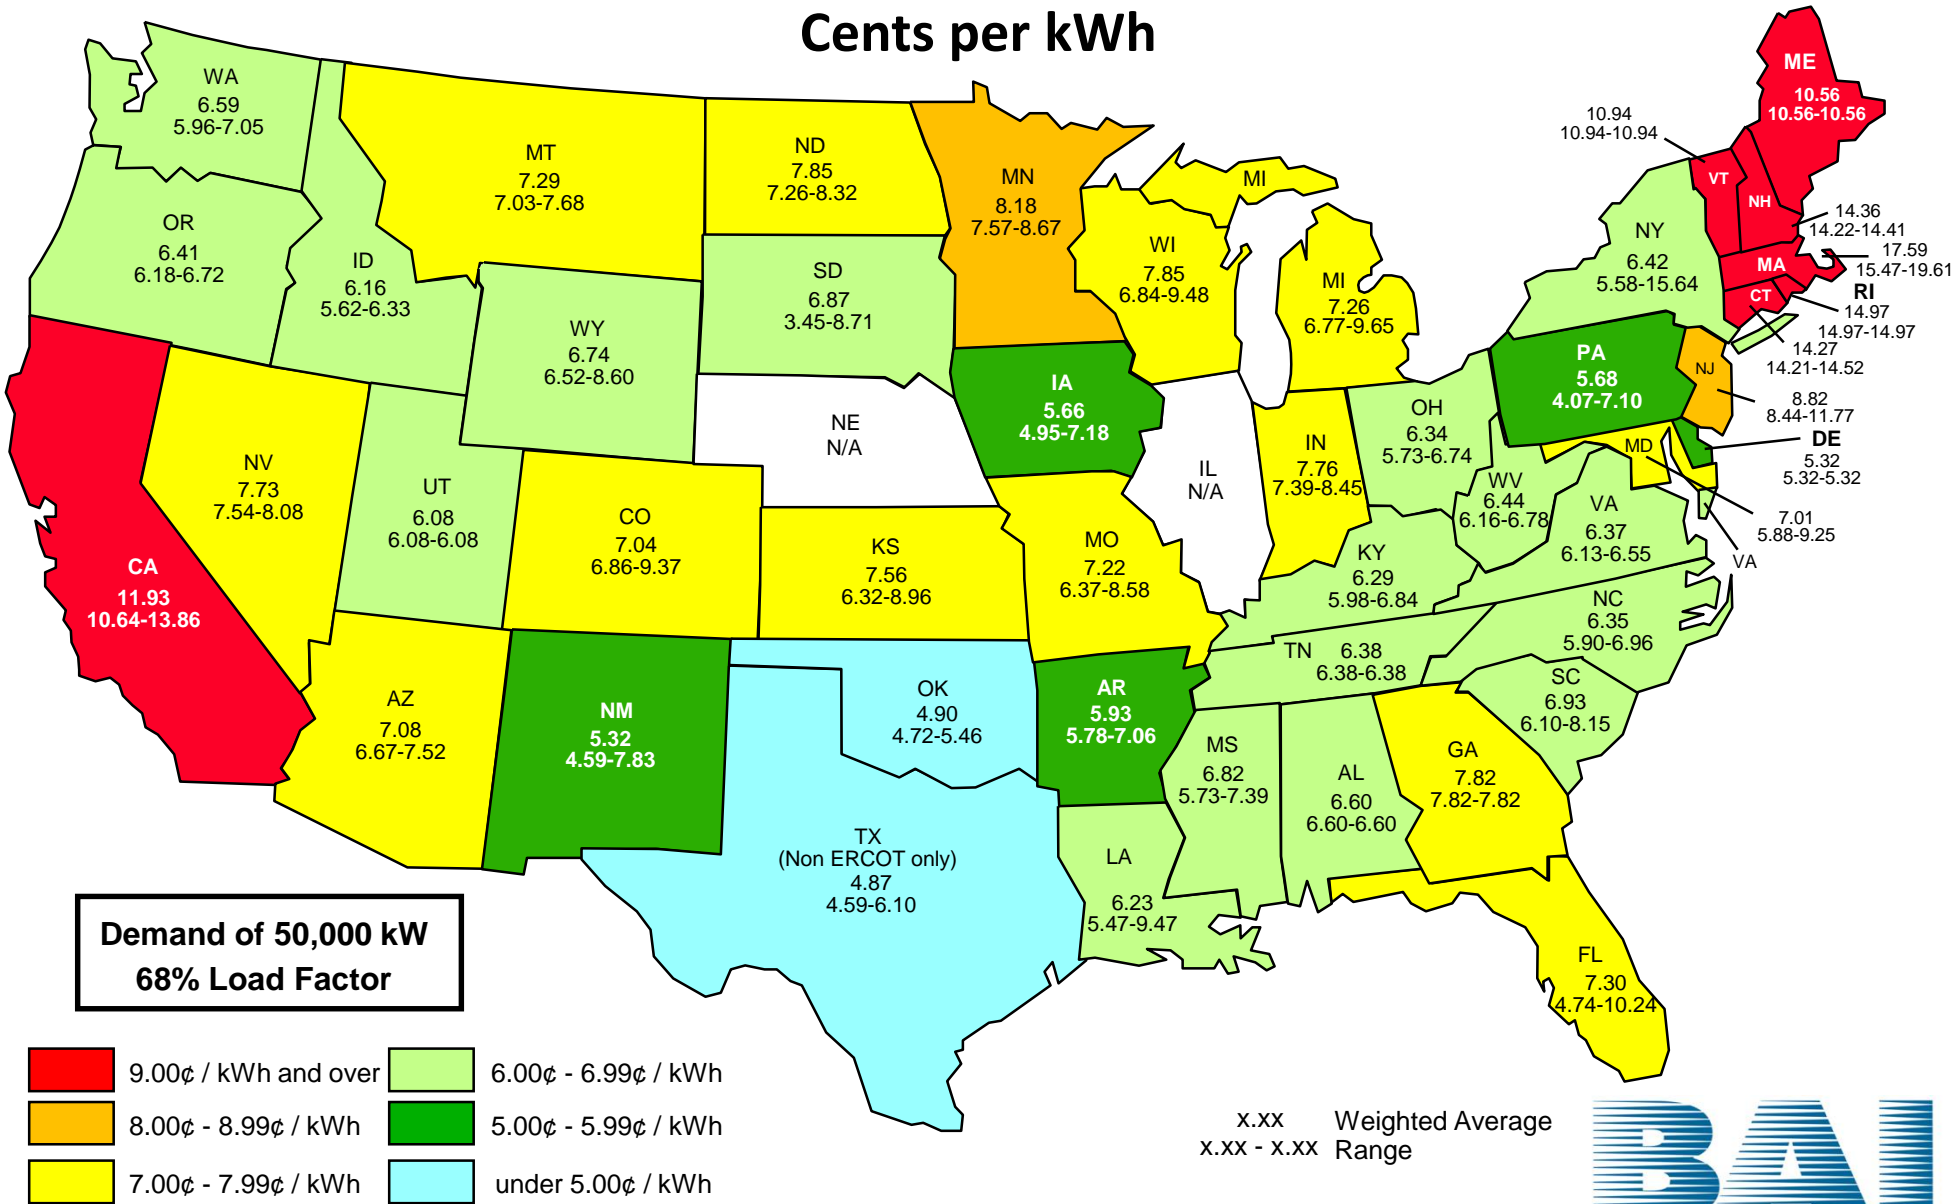 Cents per kWh
WA
6.59
5.96-7.05
OR
6.41
6.18-6.72
ID
6.16
5.62-6.33
MT
7.29
7.03-7.68
ND
7.85
7.26-8.32
MN
8.18
7.57-8.67
SD
6.87
3.45-8.71
WY
6.74
6.52-8.60
WI
7.85
6.84-9.48
MI
MI
7.26
6.77-9.65
ME
10.56
10.56-10.56
10.94
10.94-10.94
VT
NH
14.36
14.22-14.41
MA
17.59
15.47-19.61
RI
14.97
14.97-14.97
CT
14.27
14.21-14.52
NY
6.42
5.58-15.64
PA
5.68
4.07-7.10
NJ
8.82
8.44-11.77
DE
5.32
5.32-5.32
MD
7.01
5.88-9.25
VA
CA
11.93
10.64-13.86
NV
7.73
7.54-8.08
UT
6.08
6.08-6.08
CO
7.04
6.86-9.37
NE
N/A
IA
5.66
4.95-7.18
IL
N/A
IN
7.76
7.39-8.45
OH
6.34
5.73-6.74
WV
6.44
6.16-6.78
VA
6.37
6.13-6.55
KS
7.56
6.32-8.96
MO
7.22
6.37-8.58
KY
6.29
5.98-6.84
NC
6.35
5.90-6.96
TN 6.38
6.38-6.38
SC
6.93
6.10-8.15
AZ
7.08
6.67-7.52
NM
5.32
4.59-7.83
OK
4.90
4.72-5.46
AR
5.93
5.78-7.06
MS
6.82
5.73-7.39
AL
6.60
6.60-6.60
GA
7.82
7.82-7.82
TX
(Non ERCOT only)
4.87
4.59-6.10
LA
6.23
5.47-9.47
FL
7.30
4.74-10.24
Demand of 50,000 kW
68% Load Factor
9.00¢ / kWh and over
8.00¢ - 8.99¢ / kWh
7.00¢ - 7.99¢ / kWh
6.00¢ - 6.99¢ / kWh
5.00¢ - 5.99¢ / kWh
under 5.00¢ / kWh
x.xx Weighted Average
x.xx - x.xx Range
BAI